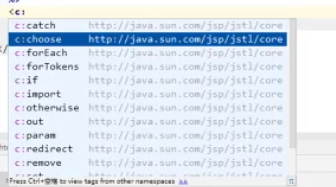 <c:
c:catch http://java.sun.com/jsp/jstl/core
c:choose http://java.sun.com/jsp/jstl/core
c:forEach http://java.sun.com/jsp/jstl/core
c:forTokens http://java.sun.com/jsp/jstl/core
c:if http://java.sun.com/jsp/jstl/core
c:import http://java.sun.com/jsp/jstl/core
c:otherwise http://java.sun.com/jsp/jstl/core
c:out http://java.sun.com/jsp/jstl/core
c:param http://java.sun.com/jsp/jstl/core
c:redirect http://java.sun.com/jsp/jstl/core
c:remove http://java.sun.com/jsp/jstl/core
Press Ctrl+空格 to view tags from other namespaces >>